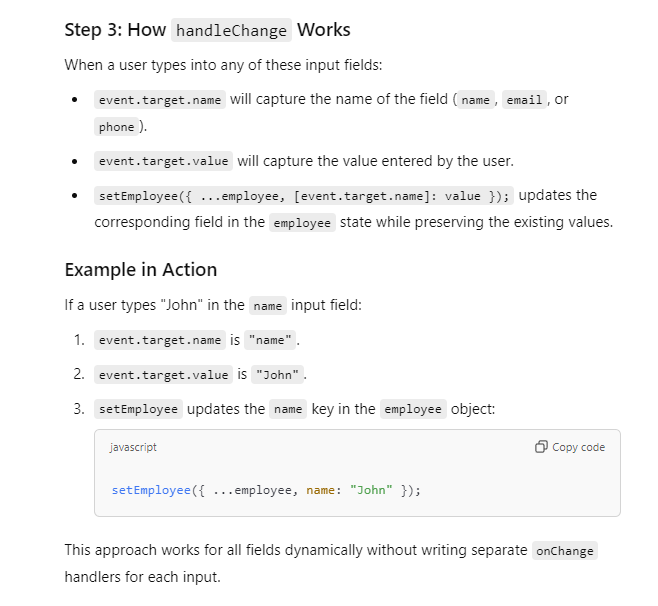 Step 3: How handleChange Works
When a user types into any of these input fields:
• event.target.name will capture the name of the field ( name , email , or
phone ).
• event.target.value will capture the value entered by the user.
• setEmployee({ ...employee, [event.target.name]: value }); updates the
corresponding field in the employee state while preserving the existing values.
Example in Action
If a user types "John" in the name input field:
1. event.target.name is "name" .
2. event.target.value is "John" .
3. setEmployee updates the name key in the employee object:
javascript Copy code
setEmployee({ ...employee, name: "John" });
This approach works for all fields dynamically without writing separate onChange
handlers for each input.